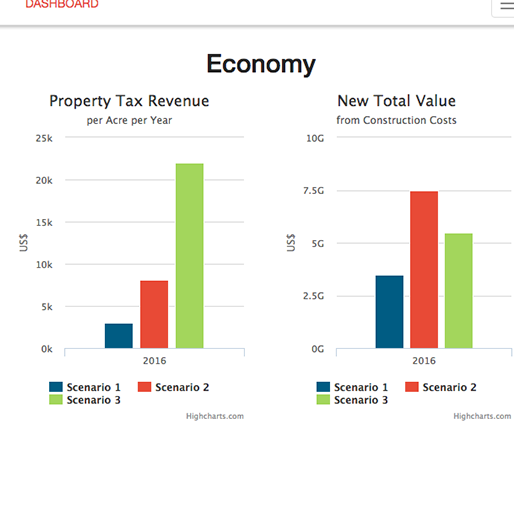 DASHBOARD
Economy
Property Tax Revenue
per Acre per Year
25k
20k
15k
10k
5k
0k
US$
2016
Scenario 1 Scenario 2
Scenario 3
Highcharts.com
New Total Value
from Construction Costs
10G
7.5G
5G
2.5G
0G
US$
2016
Scenario 1 Scenario 2
Scenario 3
Highcharts.com